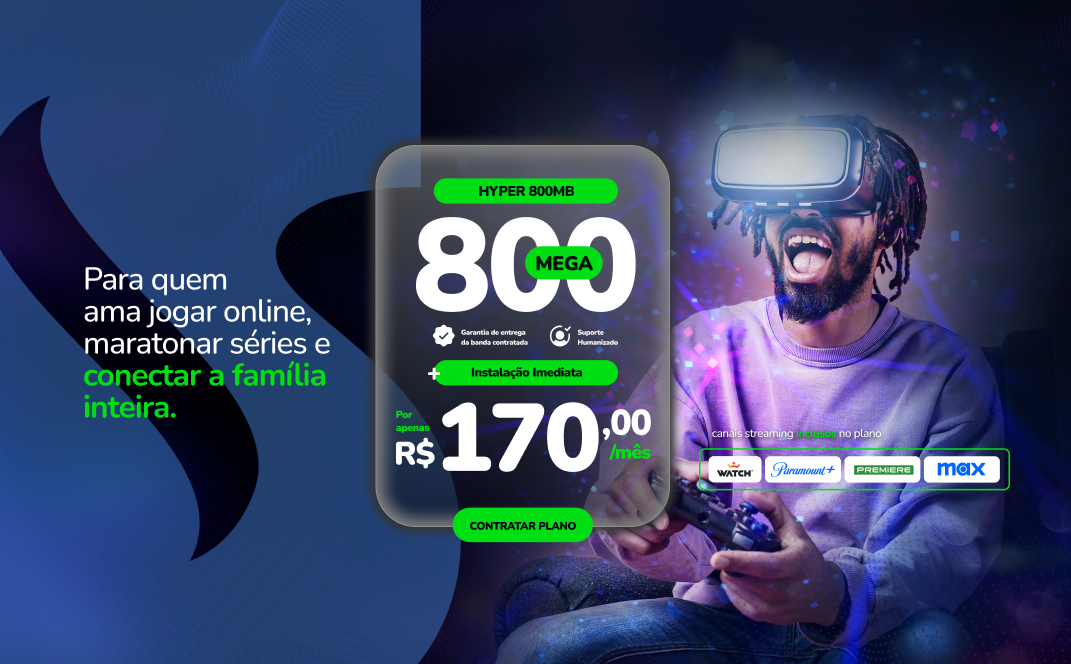 Para quem
ama jogar online,
maratonar séries e
conectar a família
inteira.
HYPER 800MB
800
MEGA
Garantia de entrega
da banda contratada
Suporte
Humanizado
+ Instalação Imediata
Por
apenas
R$170,00
/mês
CONTRATAR PLANO
canais streaming inclusos no plano
WATCH
Paramount+
PREMIERE
max